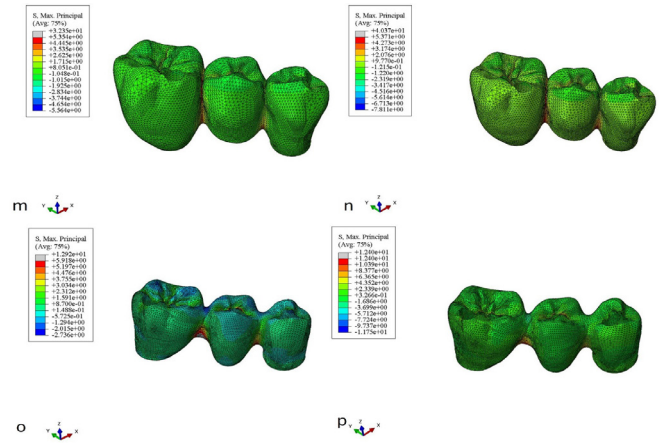 S, Max. Principal
(Avg: 75%)
+3.235e+01
+5.354e+00
+4.445e+00
+3.535e+00
+2.625e+00
+1.715e+00
+8.051e-01
-1.048e-01
-1.015e+00
-1.925e+00
-2.834e+00
-3.744e+00
-4.654e+00
-5.564e+00
m
Y Z X
S, Max. Principal
(Avg: 75%)
+4.037e+01
+5.371e+00
+4.273e+00
+3.174e+00
+2.076e+00
+9.770e-01
-1.215e-01
-1.220e+00
-2.319e+00
-3.417e+00
-4.516e+00
-5.614e+00
-6.713e+00
-7.811e+00
n
Y Z X
S, Max. Principal
(Avg: 75%)
+1.292e+01
+5.918e+00
+5.197e+00
+4.476e+00
+3.755e+00
+3.034e+00
+2.312e+00
+1.591e+00
+8.700e-01
+1.488e-01
-5.725e-01
-1.294e+00
-2.015e+00
-2.736e+00
o
Y Z X
S, Max. Principal
(Avg: 75%)
+1.240e+01
+1.240e+01
+1.039e+01
+8.377e+00
+6.365e+00
+4.352e+00
+2.339e+00
+3.266e-01
-1.686e+00
-3.699e+00
-5.712e+00
-7.724e+00
-9.737e+00
-1.175e+01
p
Y Z X